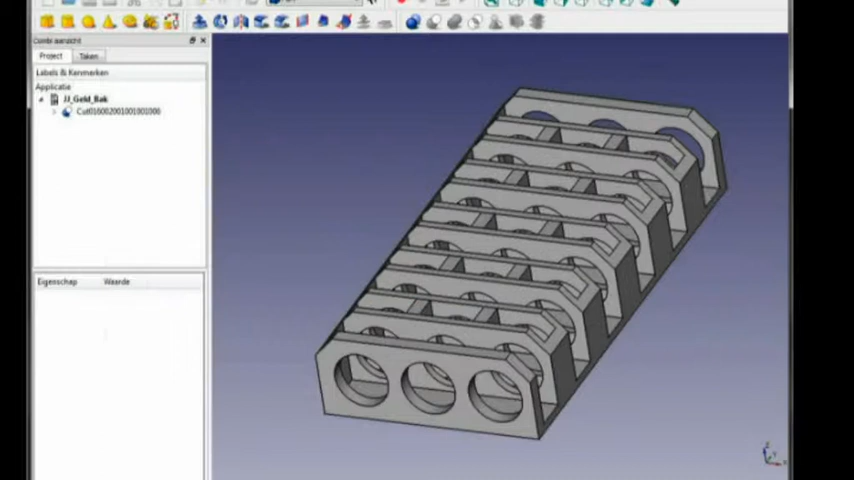 Combi aanzicht
Project Taken
Labels & Kenmerken
Applicatie
JJ_Geld_Bak
Eigenschap Waarde